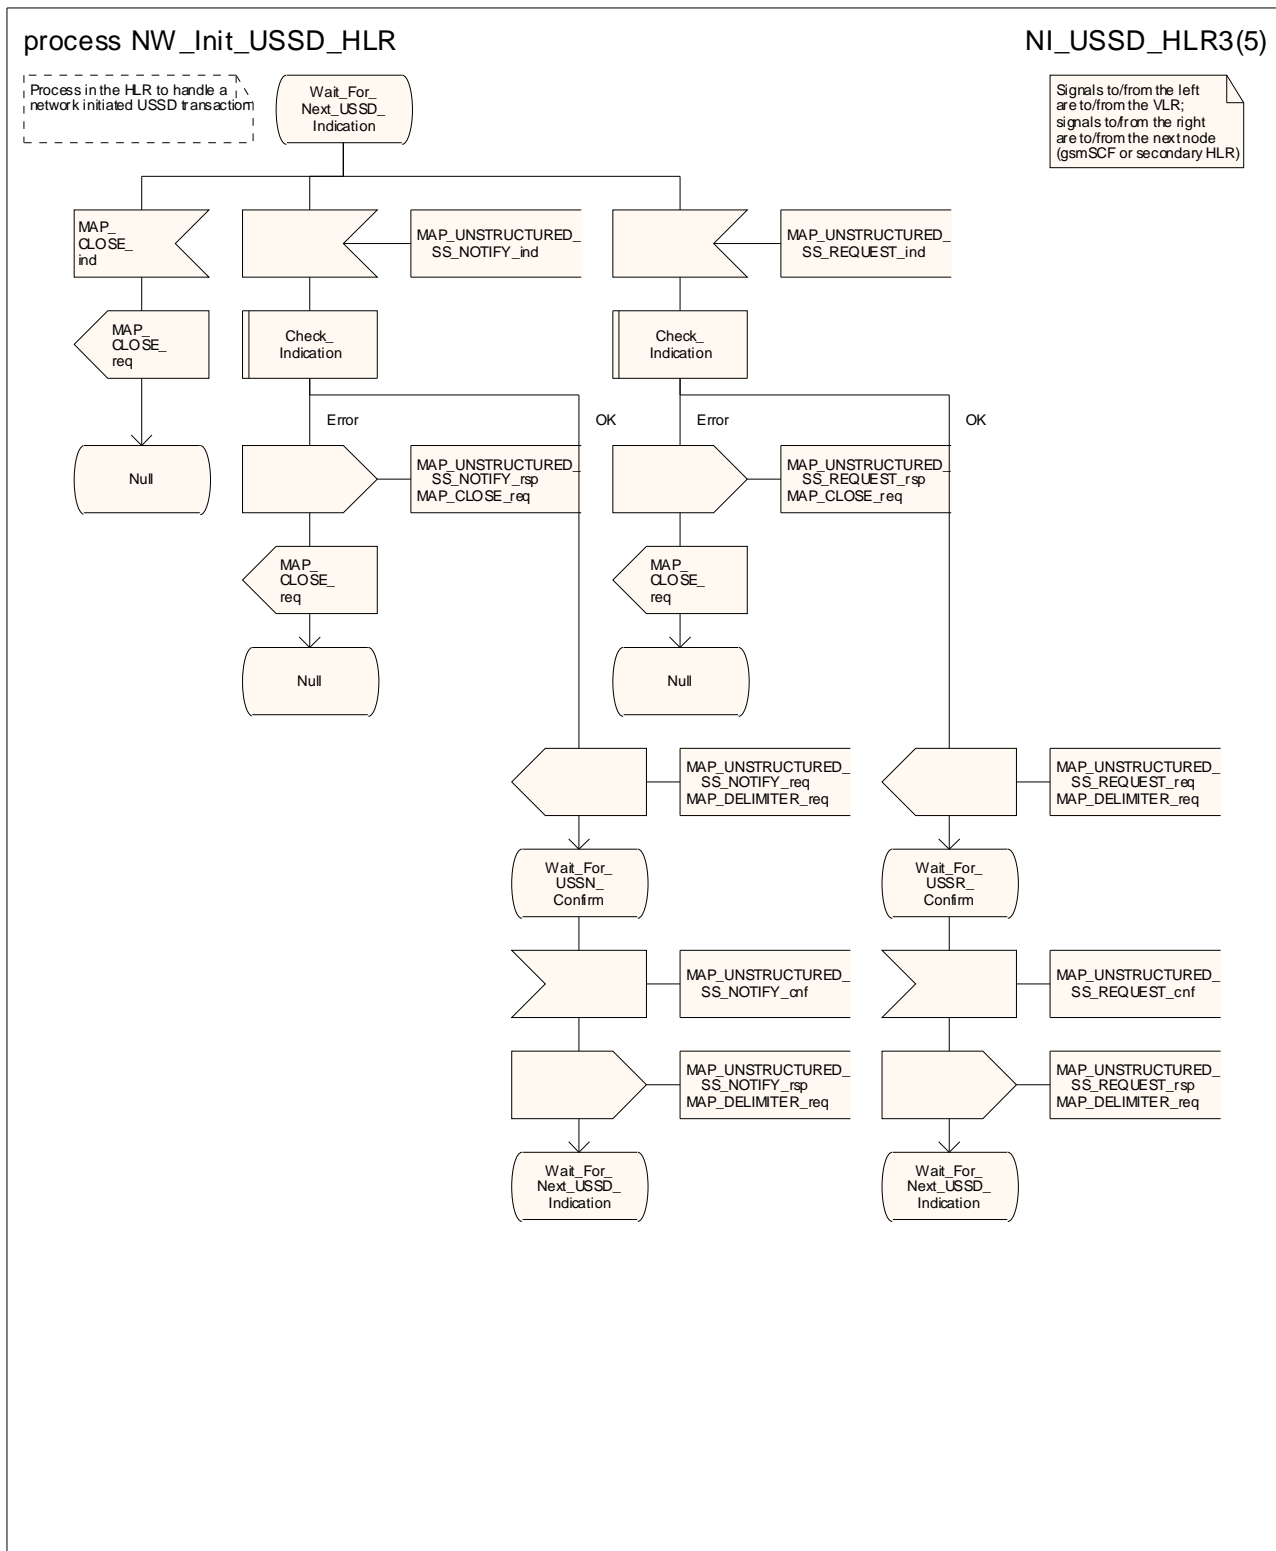 process NW_Init_USSD_HLR
NI_USSD_HLR3(5)
Process in the HLR to handle a
network initiated USSD transaction
Wait_For_
Next_USSD_
Indication
Signals to/from the left
are to/from the VLR;
signals to/from the right
are to/from the next node
(gsmSCF or secondary HLR)
MAP_
CLOSE_
ind
MAP_UNSTRUCTURED_
SS_NOTIFY_ind
MAP_UNSTRUCTURED_
SS_REQUEST_ind
MAP_
CLOSE_
req
Check_
Indication
Check_
Indication
Error
OK
Error
OK
Null
MAP_UNSTRUCTURED_
SS_NOTIFY_rsp
MAP_CLOSE_req
MAP_UNSTRUCTURED_
SS_REQUEST_rsp
MAP_CLOSE_req
MAP_
CLOSE_
req
MAP_
CLOSE_
req
Null
Null
MAP_UNSTRUCTURED_
SS_NOTIFY_req
MAP_DELIMITER_req
MAP_UNSTRUCTURED_
SS_REQUEST_req
MAP_DELIMITER_req
Wait_For_
USSN_
Confirm
Wait_For_
USSR_
Confirm
MAP_UNSTRUCTURED_
SS_NOTIFY_cnf
MAP_UNSTRUCTURED_
SS_REQUEST_cnf
MAP_UNSTRUCTURED_
SS_NOTIFY_rsp
MAP_DELIMITER_req
MAP_UNSTRUCTURED_
SS_REQUEST_rsp
MAP_DELIMITER_req
Wait_For_
Next_USSD_
Indication
Wait_For_
Next_USSD_
Indication